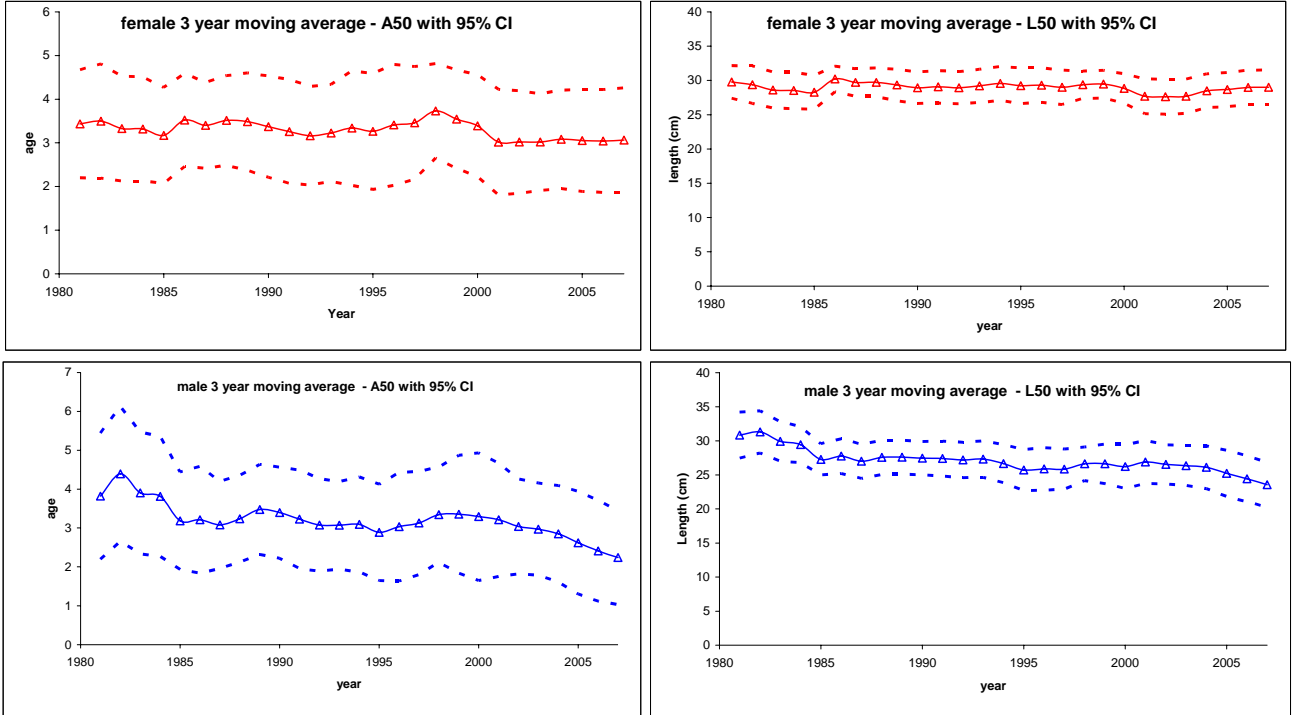 female 3 year moving average - A50 with 95% CI
6
5
4
3
2
1
0
age
1980 1985 1990 1995 2000 2005
Year
female 3 year moving average - L50 with 95% CI
40
35
30
25
20
15
10
5
0
length (cm)
1980 1985 1990 1995 2000 2005
year
male 3 year moving average - A50 with 95% CI
7
6
5
4
3
2
1
0
age
1980 1985 1990 1995 2000 2005
year
male 3 year moving average - L50 with 95% CI
40
35
30
25
20
15
10
5
0
Length (cm)
1980 1985 1990 1995 2000 2005
year